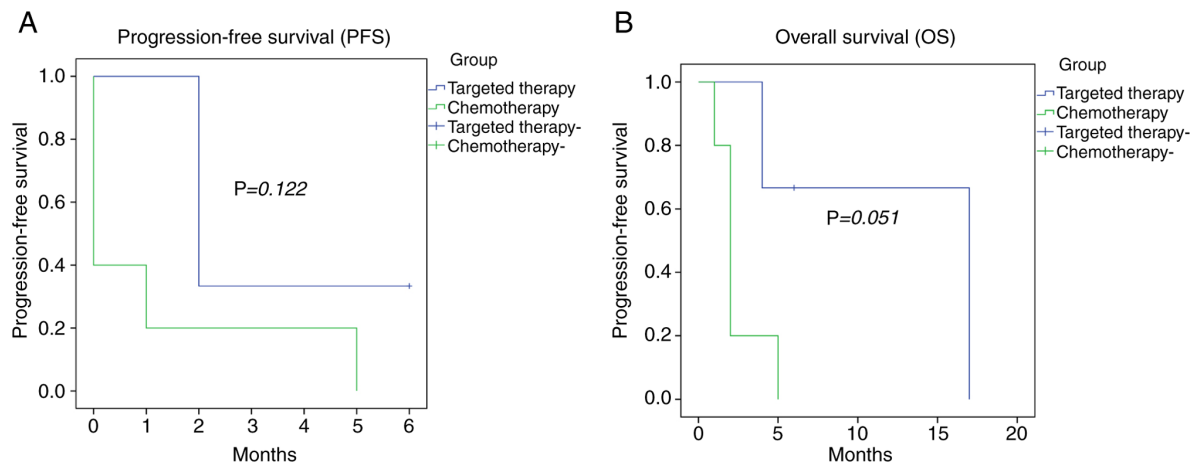 A
Progression-free survival (PFS)
Progression-free survival
1.0
0.8
0.6
0.4
0.2
0.0
0 1 2 3 4 5 6
Months
P=0.122
Group
Targeted therapy
Chemotherapy
Targeted therapy-
Chemotherapy-
B
Overall survival (OS)
Progression-free survival
1.0
0.8
0.6
0.4
0.2
0.0
0 5 10 15 20
Months
P=0.051
Group
Targeted therapy
Chemotherapy
Targeted therapy-
Chemotherapy-